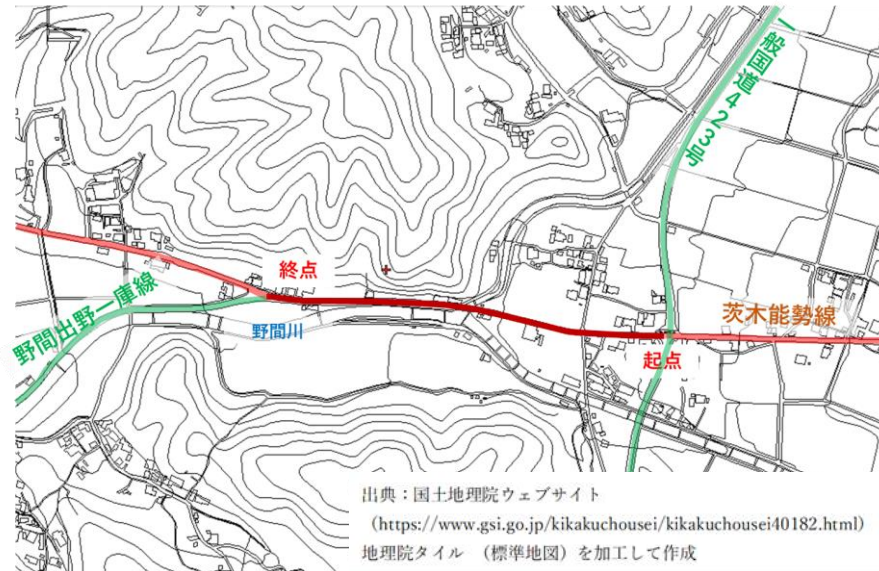 一般国道423号
終点
野間出野一庫線
野間川
茨木能勢線
起点
出典：国土地理院ウェブサイト
（https://www.gsi.go.jp/kikakuchousei/kikakuchousei40182.html）
地理院タイル　（標準地図）を加工して作成